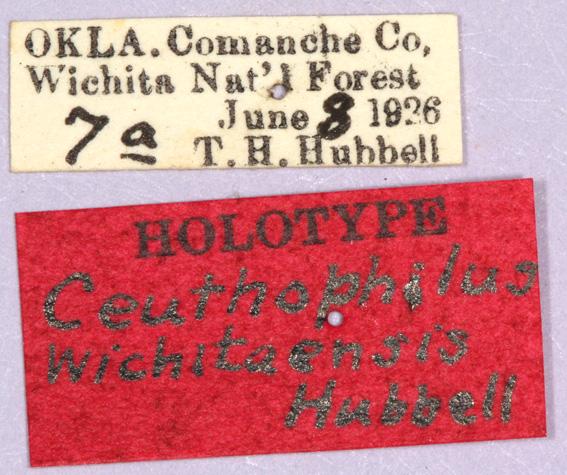 OKLA. Comanche Co,
Wichita Nat'l Forest
June 8 1926
7a T. H. Hubbell
HOLOTYPE
Ceuthophilus
Wichitaensis
Hubbell